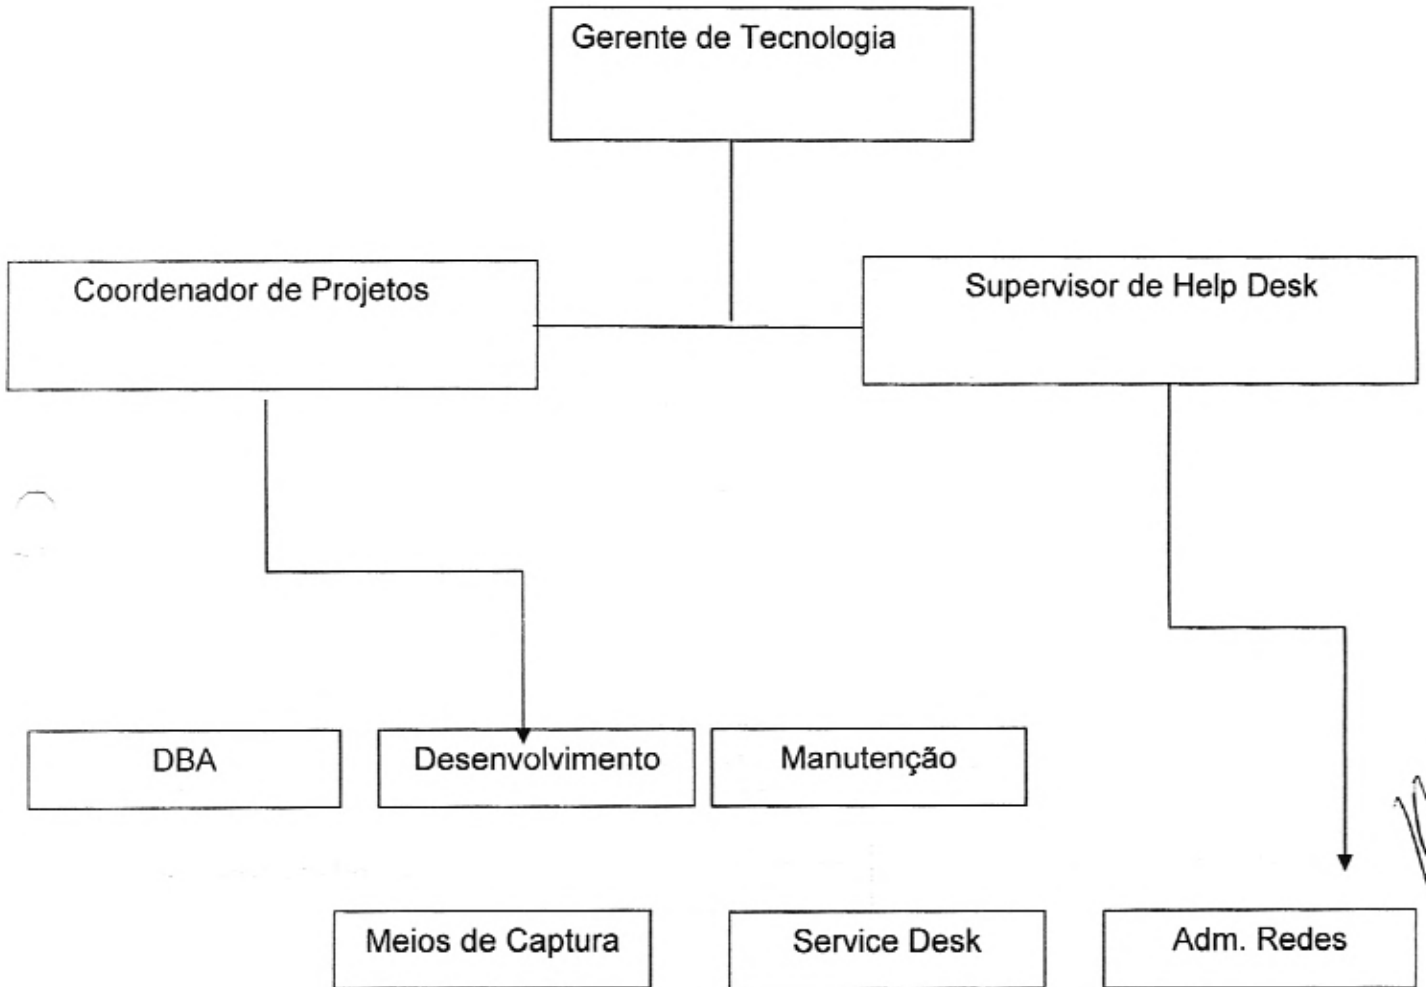 Gerente de Tecnologia
Coordenador de Projetos
Supervisor de Help Desk
DBA
Desenvolvimento
Manutenção
Meios de Captura
Service Desk
Adm. Redes